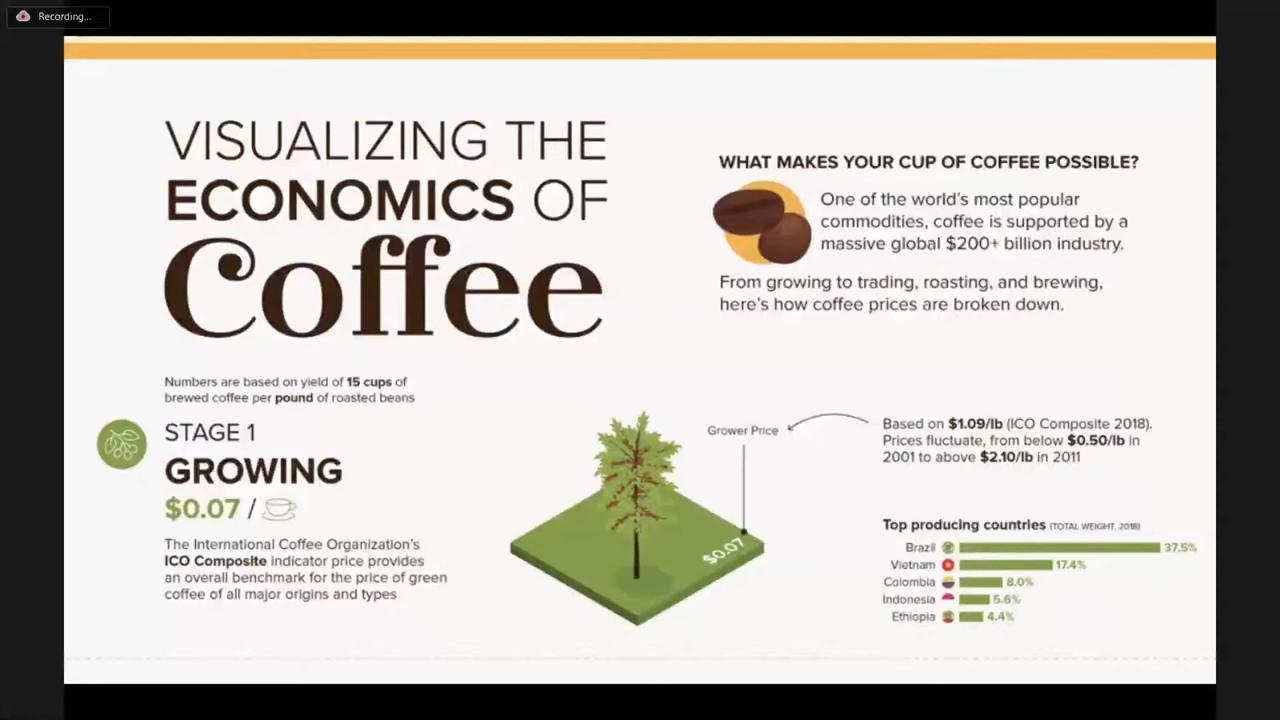 Recording...
VISUALIZING THE
ECONOMICS OF
Coffee
WHAT MAKES YOUR CUP OF COFFEE POSSIBLE?
One of the world's most popular
commodities, coffee is supported by a
massive global $200+ billion industry.
From growing to trading, roasting, and brewing,
here's how coffee prices are broken down.
Numbers are based on yield of 15 cups of
brewed coffee per pound of roasted beans
STAGE 1
GROWING
$0.07 /
The International Coffee Organization's
ICO Composite indicator price provides
an overall benchmark for the price of green
coffee of all major origins and types
Grower Price
$0.07
Based on $1.09/lb (ICO Composite 2018).
Prices fluctuate, from below $0.50/lb in
2001 to above $2.10/lb in 2011
Top producing countries (TOTAL WEIGHT, 2018)
Brazil 37.5%
Vietnam 17.4%
Colombia 8.0%
Indonesia 5.6%
Ethiopia 4.4%